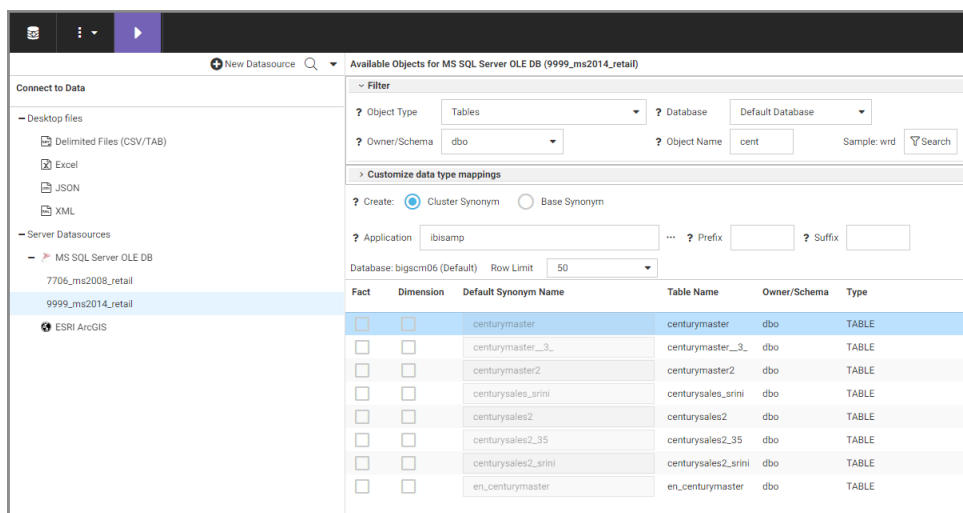 New Datasource
Connect to Data
Desktop files
Delimited Files (CSV/TAB)
Excel
JSON
XML
Server Datasources
MS SQL Server OLE DB
7706_ms2008_retail
9999_ms2014_retail
ESRI ArcGIS
Available Objects for MS SQL Server OLE DB (9999_ms2014_retail)
Filter
? Object Type Tables ? Database Default Database
? Owner/Schema dbo ? Object Name cent Sample: wrd Search
Customize data type mappings
? Create: Cluster Synonym Base Synonym
? Application ibisamp ... ? Prefix ? Suffix
Database: bigscm06 (Default) Row Limit 50
Fact Dimension Default Synonym Name Table Name Owner/Schema Type
centurymaster centurymaster dbo TABLE
centurymaster__3_ centurymaster__3_ dbo TABLE
centurymaster2 centurymaster2 dbo TABLE
centurysales_srini centurysales_srini dbo TABLE
centurysales2 centurysales2 dbo TABLE
centurysales2_35 centurysales2_35 dbo TABLE
centurysales2_srini centurysales2_srini dbo TABLE
en_centurymaster en_centurymaster dbo TABLE